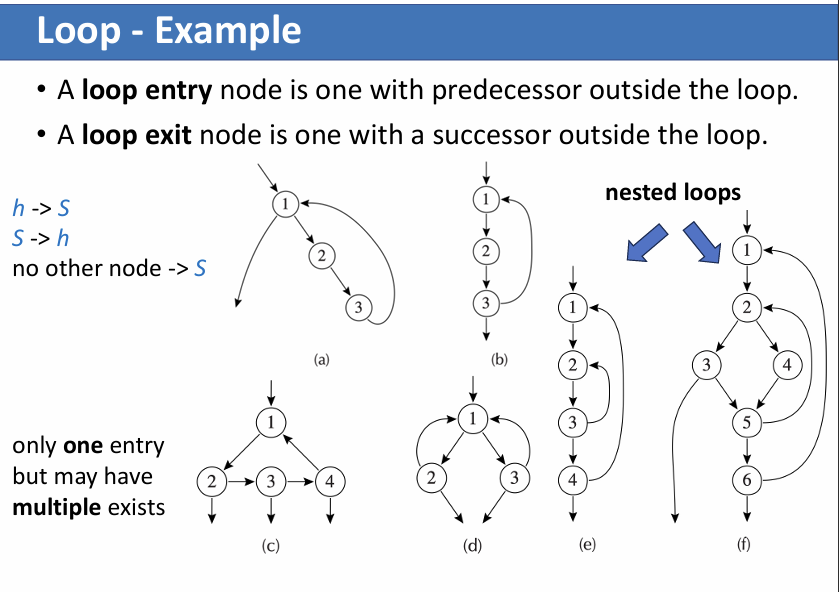 Loop - Example
• A loop entry node is one with predecessor outside the loop.
• A loop exit node is one with a successor outside the loop.
h -> S
S -> h
no other node -> S
1
2
3
(a)
1
2
3
(b)
nested loops
only one entry
but may have
multiple exists
1
2 3 4
(c)
1
2 3
(d)
1
2
3
4
(e)
1
2
3 4
5
6
(f)